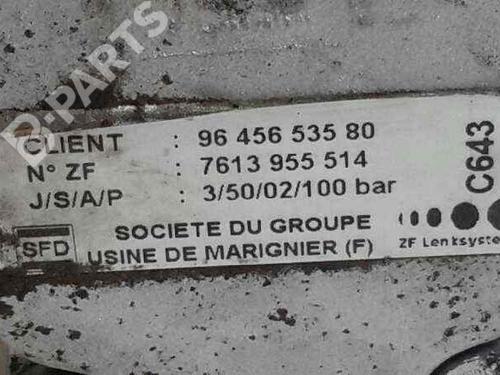 B-PARTS
CLIENT : 96 456 535 80
N° ZF : 7613 955 514
J/S/A/P : 3/50/02/100 bar
C643
SFD
SOCIETE DU GROUPE
USINE DE MARIGNIER (F)
ZF Lenksysteme